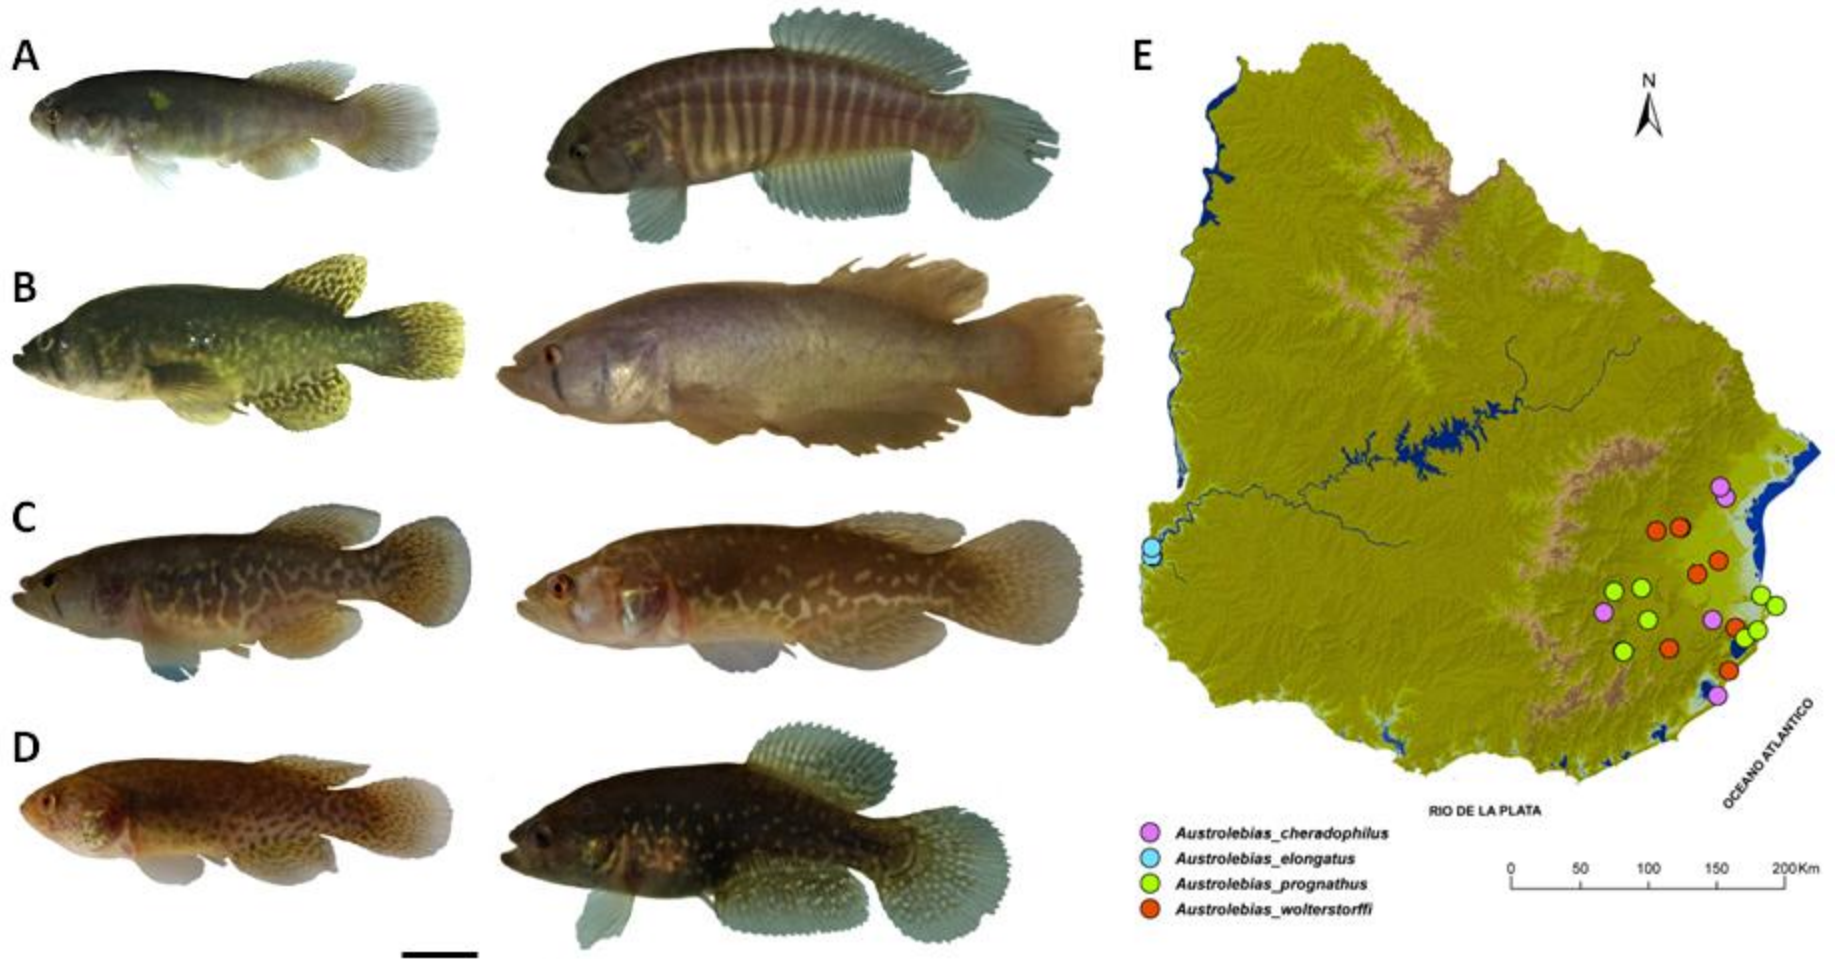 A
B
C
D
E
N
OCEANO ATLANTICO
RIO DE LA PLATA
Austrolebias_cheradophilus
Austrolebias_elongatus
Austrolebias_prognathus
Austrolebias_wolterstorffi
0 50 100 150 200 Km